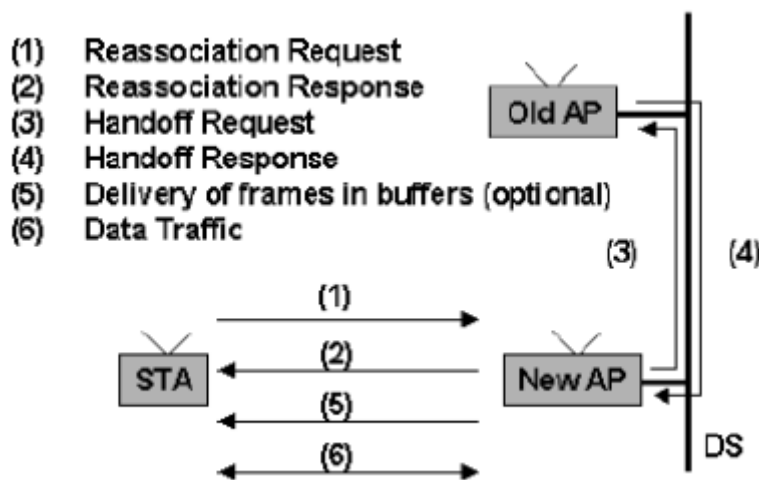 (1) Reassociation Request
(2) Reassociation Response
(3) Handoff Request
(4) Handoff Response
(5) Delivery of frames in buffers (optional)
(6) Data Traffic
Old AP
(3)
(4)
(1)
STA
(2)
New AP
(5)
(6)
DS